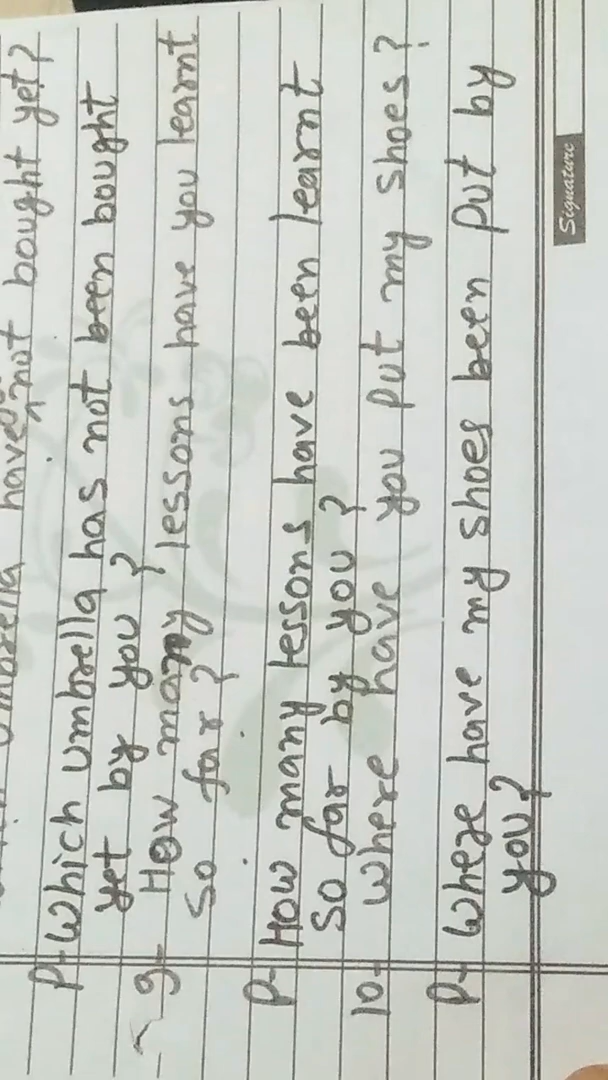 umbrella have not bought yet?
P- Which umbrella has not been bought
yet by you?
9- How many lessons have you learnt
so far?
P- How many lessons have been learnt
so far by you?
10- where have you put my shoes?
P- Where have my shoes been put by
you?
Signature